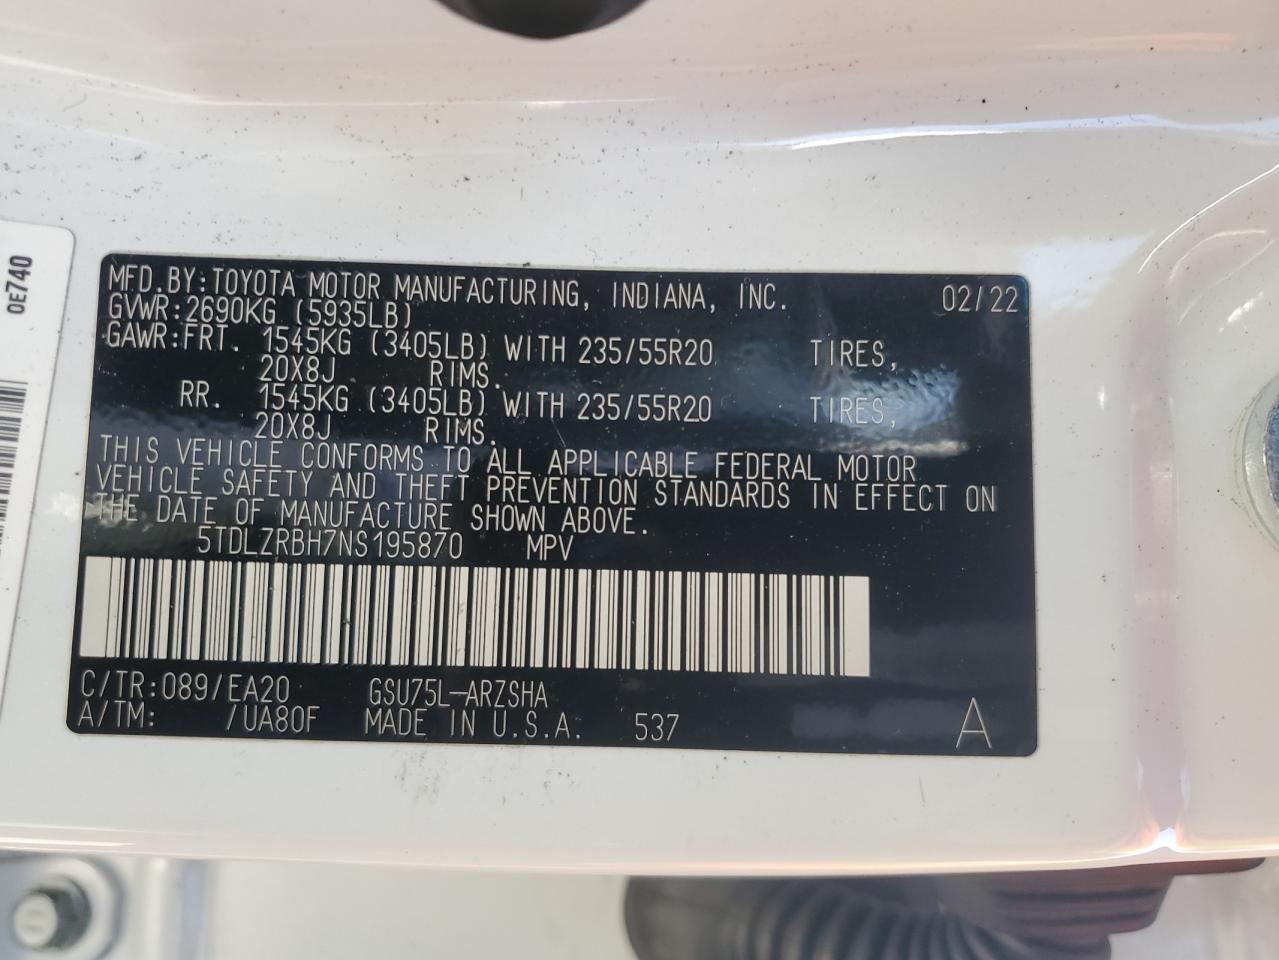 0E740
MFD.BY:TOYOTA MOTOR MANUFACTURING, INDIANA, INC. 02/22
GVWR:2690KG (5935LB)
GAWR:FRT. 1545KG (3405LB) WITH 235/55R20 TIRES,
20X8J RIMS.
RR. 1545KG (3405LB) WITH 235/55R20 TIRES,
20X8J RIMS.
THIS VEHICLE CONFORMS TO ALL APPLICABLE FEDERAL MOTOR
VEHICLE SAFETY AND THEFT PREVENTION STANDARDS IN EFFECT ON
THE DATE OF MANUFACTURE SHOWN ABOVE.
5TDLZRBH7NS195870 MPV
C/TR:089/EA20 GSU75L-ARZSHA
A/TM: /UA80F MADE IN U.S.A. 537 A